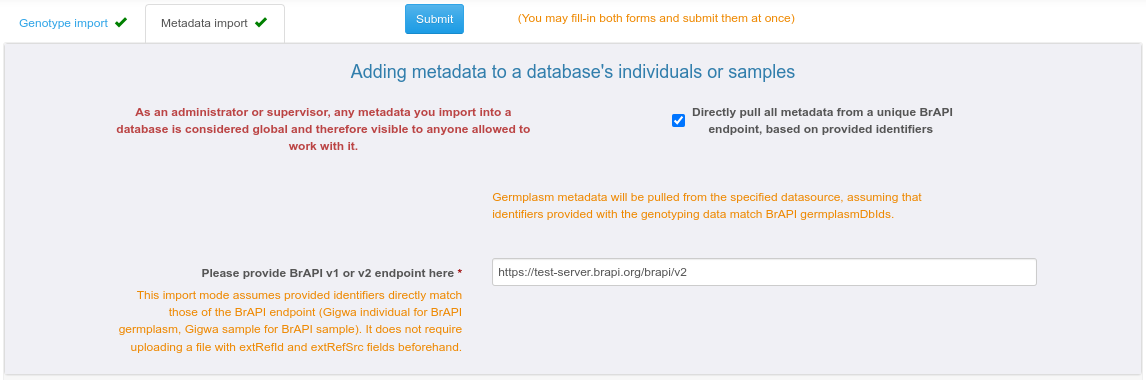 Genotype import
Metadata import
Submit
(You may fill-in both forms and submit them at once)
Adding metadata to a database's individuals or samples
As an administrator or supervisor, any metadata you import into a
database is considered global and therefore visible to anyone allowed to
work with it.
Directly pull all metadata from a unique BrAPI
endpoint, based on provided identifiers
Germplasm metadata will be pulled from the specified datasource, assuming that
identifiers provided with the genotyping data match BrAPI germplasmDbIds.
Please provide BrAPI v1 or v2 endpoint here *
https://test-server.brapi.org/brapi/v2
This import mode assumes provided identifiers directly match
those of the BrAPI endpoint (Gigwa individual for BrAPI
germplasm, Gigwa sample for BrAPI sample). It does not require
uploading a file with extRefId and extRefSrc fields beforehand.